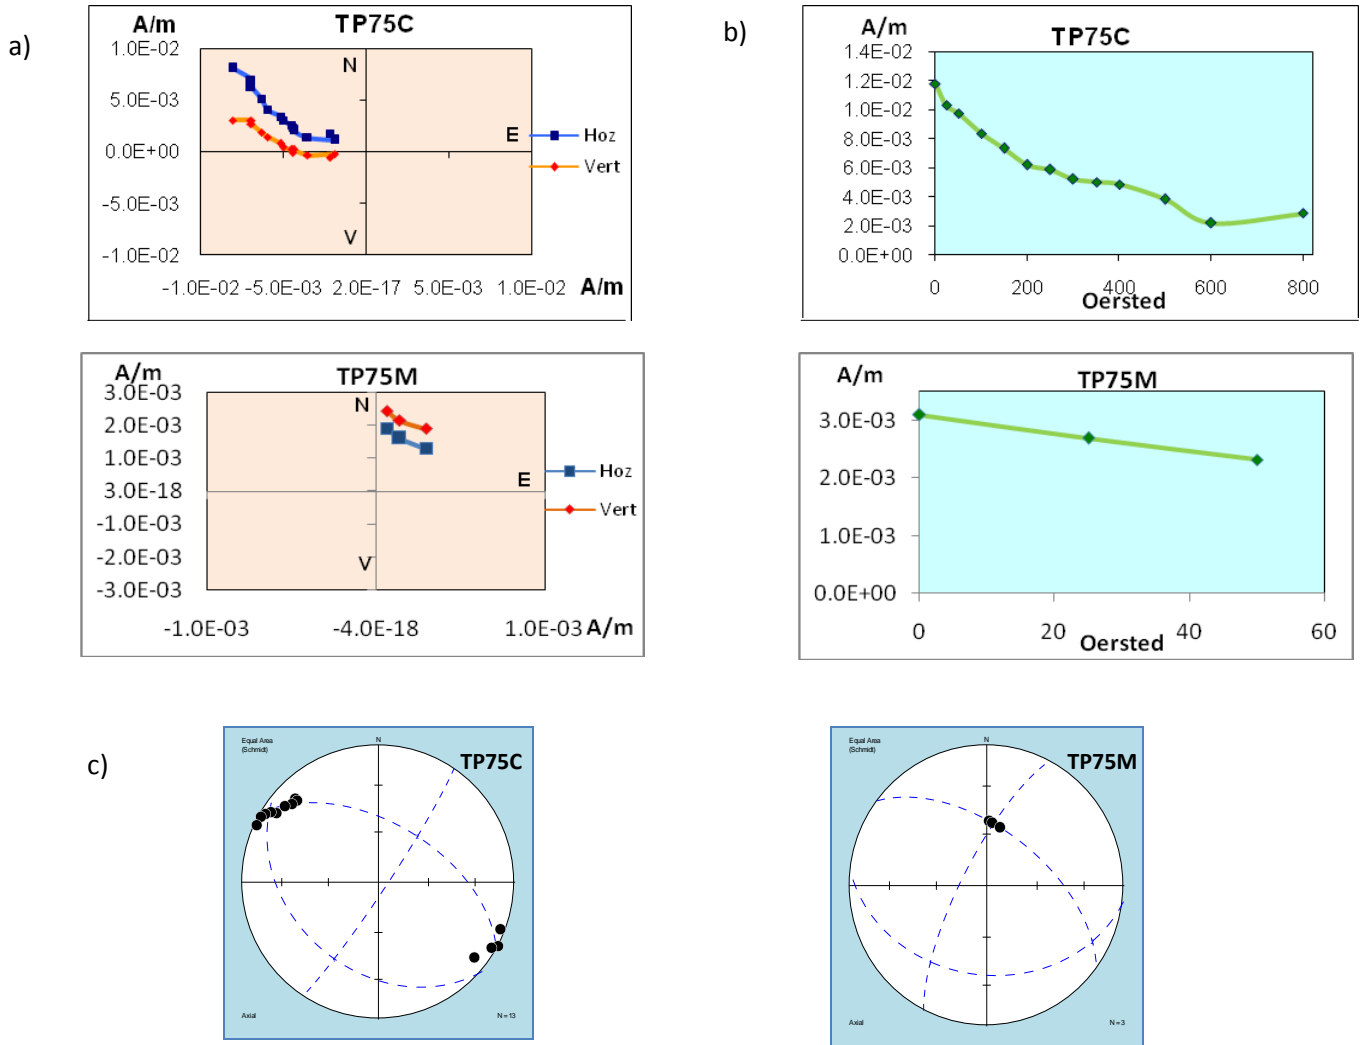 a)
A/m
TP75C
1.0E-02
5.0E-03
0.0E+00
-5.0E-03
-1.0E-02
N
E
V
-1.0E-02 -5.0E-03 2.0E-17 5.0E-03 1.0E-02 A/m
Hoz
Vert
b)
A/m
TP75C
1.4E-02
1.2E-02
1.0E-02
8.0E-03
6.0E-03
4.0E-03
2.0E-03
0.0E+00
0 200 400 600 800
Oersted
A/m
TP75M
3.0E-03
2.0E-03
1.0E-03
3.0E-18
-1.0E-03
-2.0E-03
-3.0E-03
N
E
V
-1.0E-03 -4.0E-18 1.0E-03 A/m
Hoz
Vert
A/m
TP75M
3.0E-03
2.0E-03
1.0E-03
0.0E+00
0 20 40 60
Oersted
c)
Equal Area
(Schmidt)
N
TP75C
Axial
N = 13
Equal Area
(Schmidt)
N
TP75M
Axial
N = 3